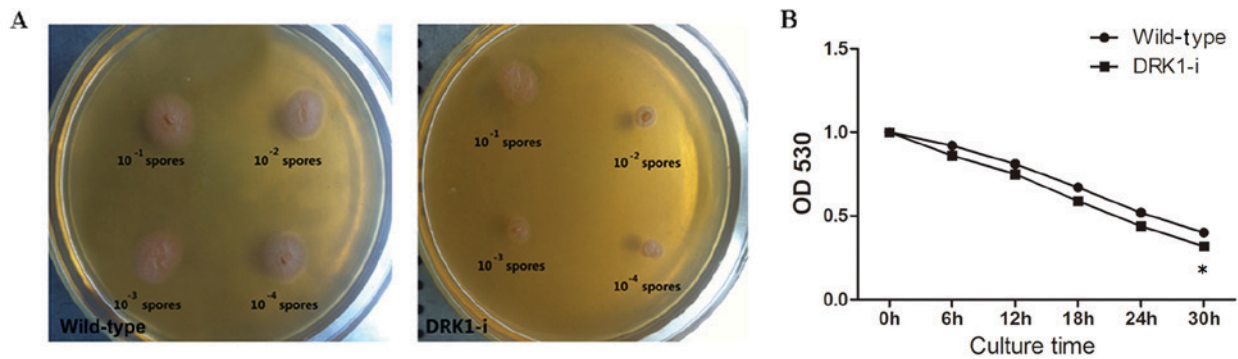 A
10⁻¹ spores
10⁻² spores
10⁻³ spores
10⁻⁴ spores
Wild-type
10⁻¹ spores
10⁻² spores
10⁻³ spores
10⁻⁴ spores
DRK1-i
B
Wild-type
DRK1-i
OD 530
1.5
1.0
0.5
0.0
*
0h 6h 12h 18h 24h 30h
Culture time